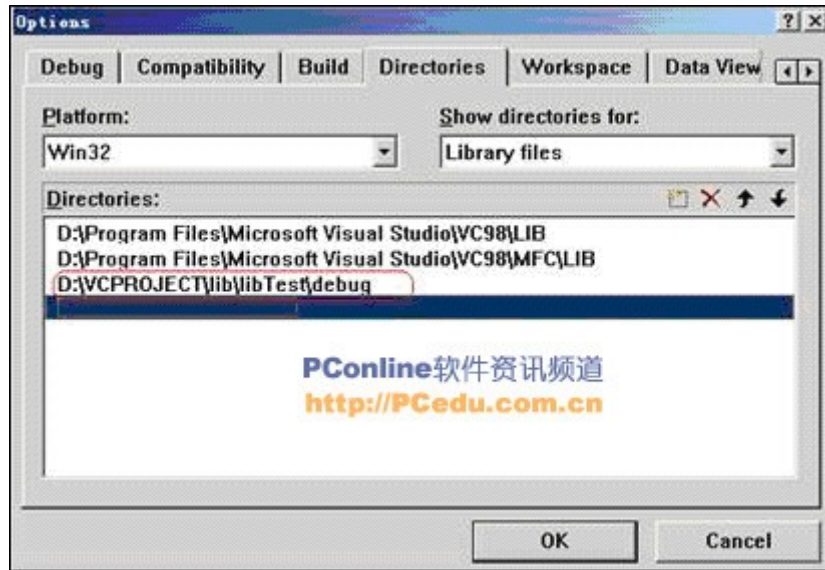 Options
Debug Compatibility Build Directories Workspace Data View
Platform: Show directories for:
Win32 Library files
Directories:
D:\Program Files\Microsoft Visual Studio\VC98\LIB
D:\Program Files\Microsoft Visual Studio\VC98\MFC\LIB
D:\VCPROJECT\lib\libTest\debug
PConline软件资讯频道
http://PCedu.com.cn
OK Cancel